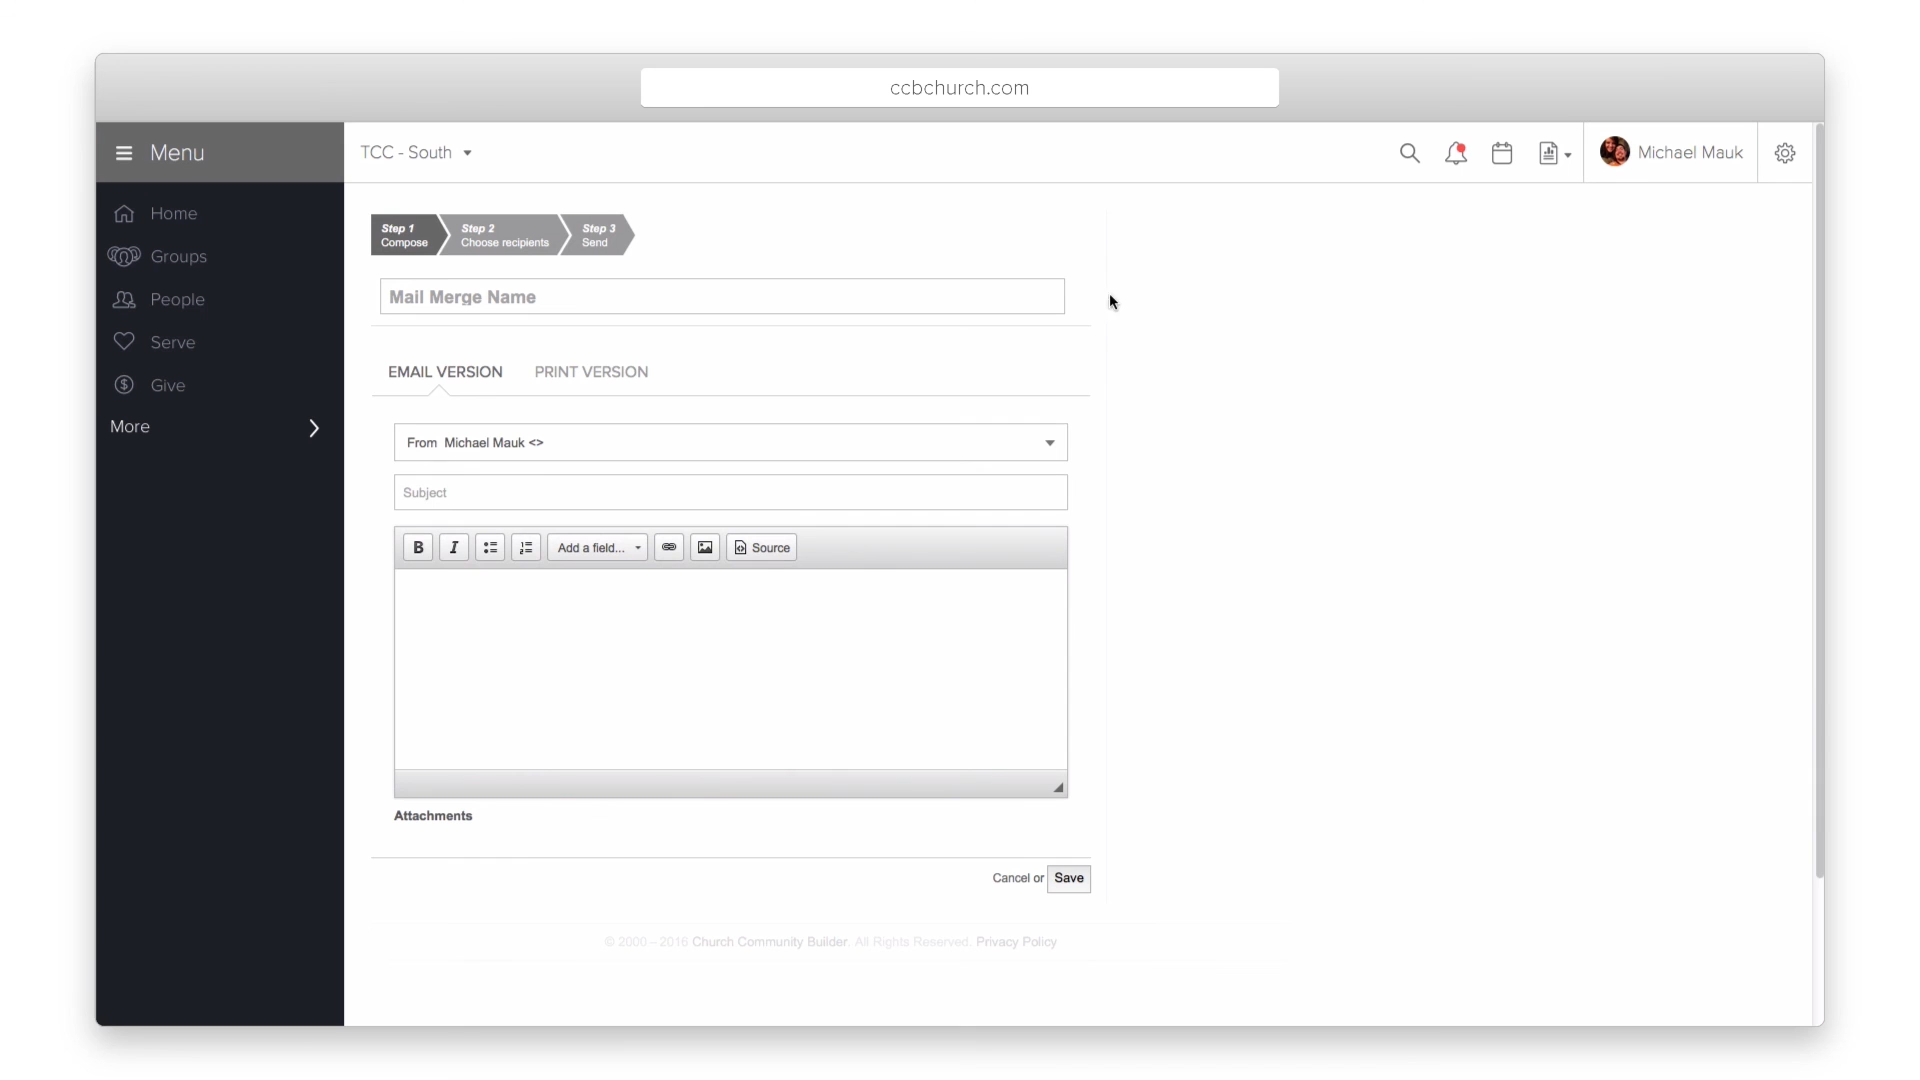 ccbchurch.com
Menu
TCC - South
Michael Mauk
Home
Groups
People
Serve
Give
More
Step 1
Compose
Step 2
Choose recipients
Step 3
Send
Mail Merge Name
EMAIL VERSION
PRINT VERSION
From Michael Mauk <>
Subject
B
I
Add a field...
Source
Attachments
Cancel or Save
© 2000 – 2016 Church Community Builder. All Rights Reserved. Privacy Policy